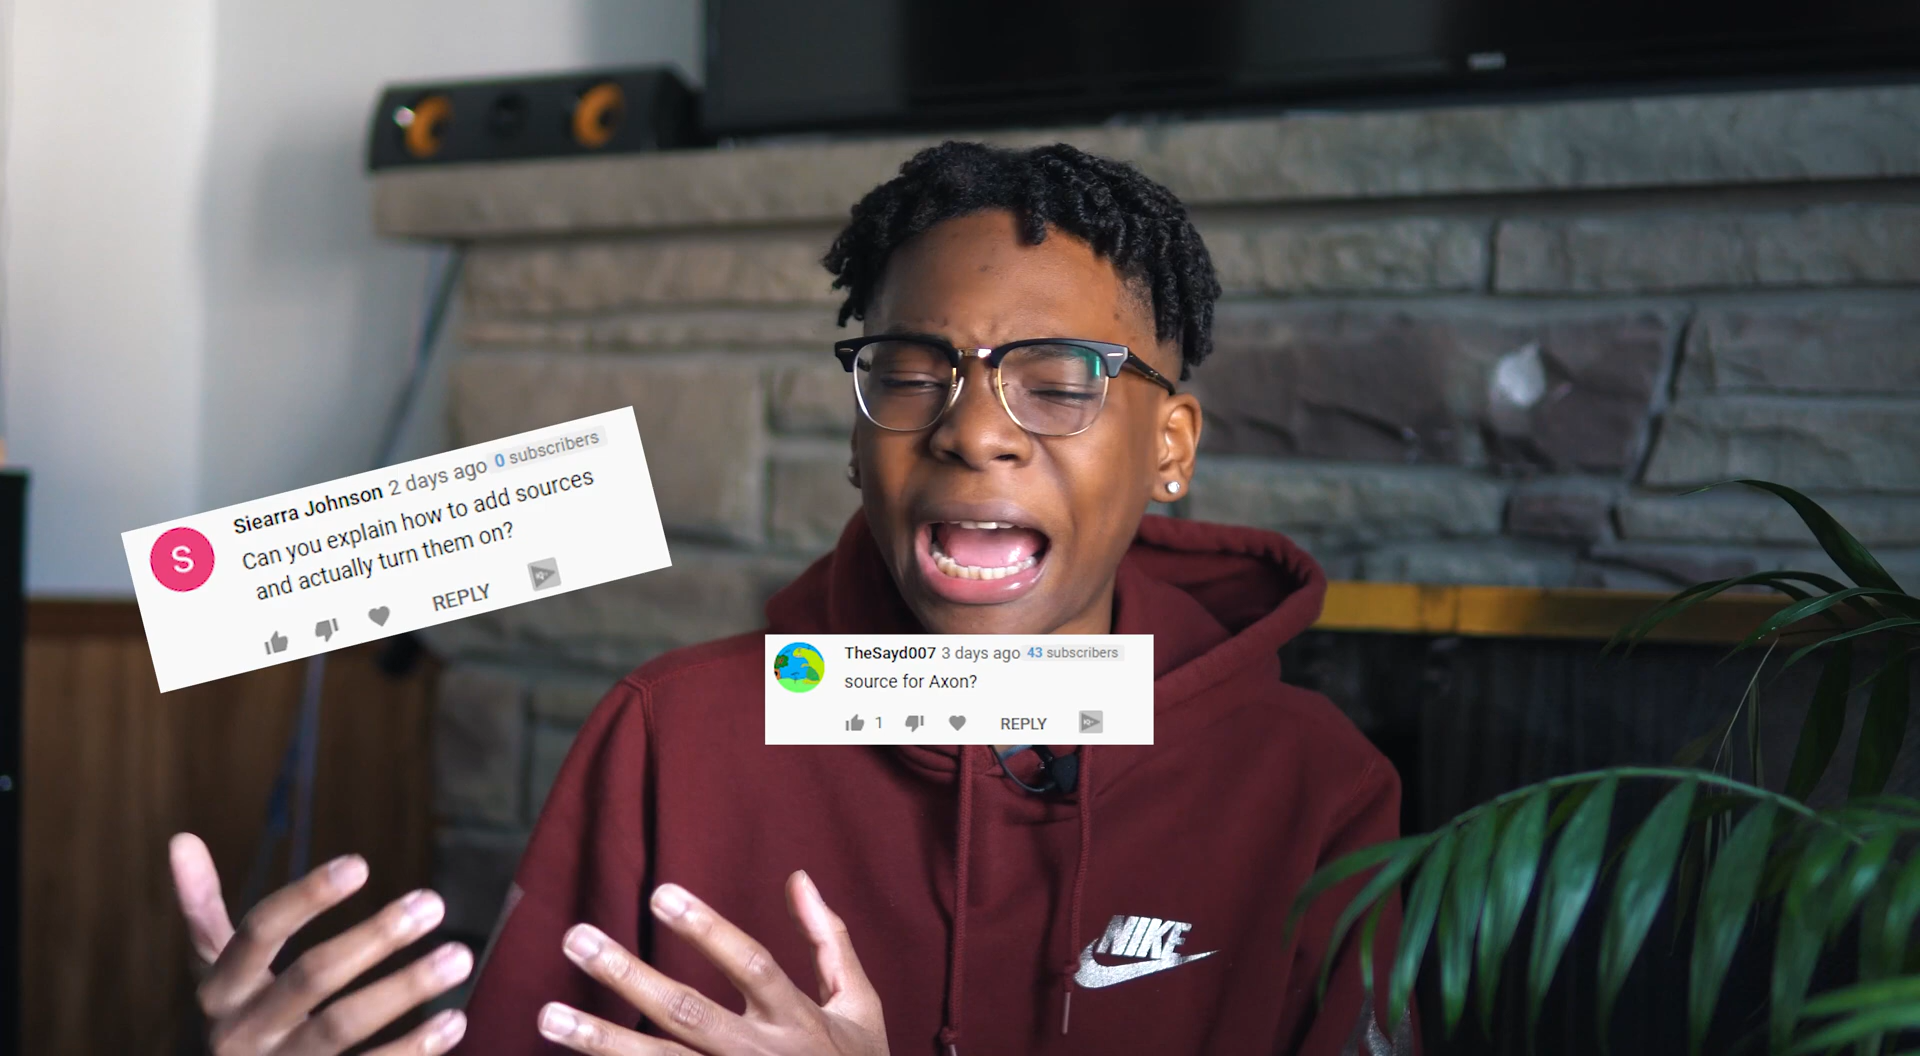 Siearra Johnson 2 days ago 0 subscribers
Can you explain how to add sources
and actually turn them on?
REPLY
S
TheSayd007 3 days ago 43 subscribers
source for Axon?
1 REPLY
NIKE